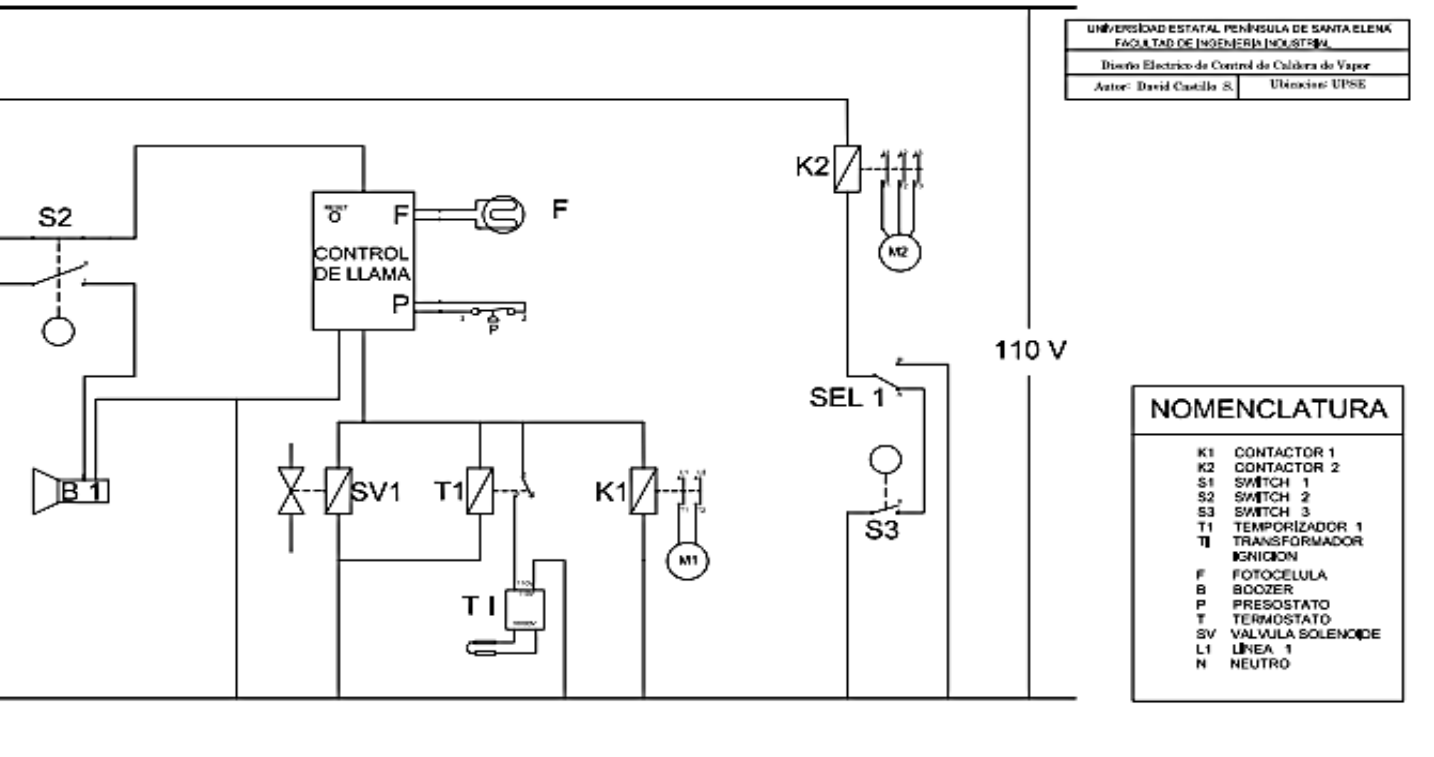 UNIVERSIDAD ESTATAL PENÍNSULA DE SANTA ELENA
FACULTAD DE INGENIERIA INDUSTRIAL
Diseño Electrico de Control de Caldera de Vapor
Autor: David Castillo S.
Ubicacion: UPSE
K2
M2
S2
RESET
F
F
CONTROL
DE LLAMA
P
P
110 V
SEL 1
B 1
SV1
T1
K1
M1
S3
T I
110V
NOMENCLATURA
K1 CONTACTOR 1
K2 CONTACTOR 2
S1 SWITCH 1
S2 SWITCH 2
S3 SWITCH 3
T1 TEMPORIZADOR 1
TI TRANSFORMADOR
IGNICION
F FOTOCELULA
B BOOZER
P PRESOSTATO
T TERMOSTATO
SV VALVULA SOLENOIDE
L1 LÍNEA 1
N NEUTRO